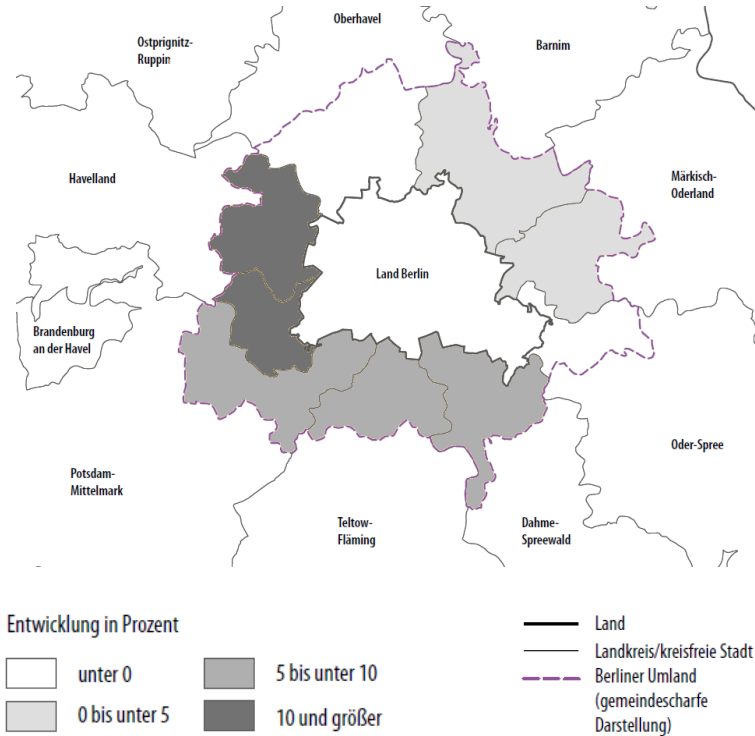 Oberhavel
Ostprignitz-
Ruppin
Barnim
Havelland
Märkisch-
Oderland
Land Berlin
Brandenburg
an der Havel
Oder-Spree
Potsdam-
Mittelmark
Teltow-
Fläming
Dahme-
Spreewald
Entwicklung in Prozent
unter 0
5 bis unter 10
0 bis unter 5
10 und größer
Land
Landkreis/kreisfreie Stadt
Berliner Umland
(gemeindescharfe
Darstellung)